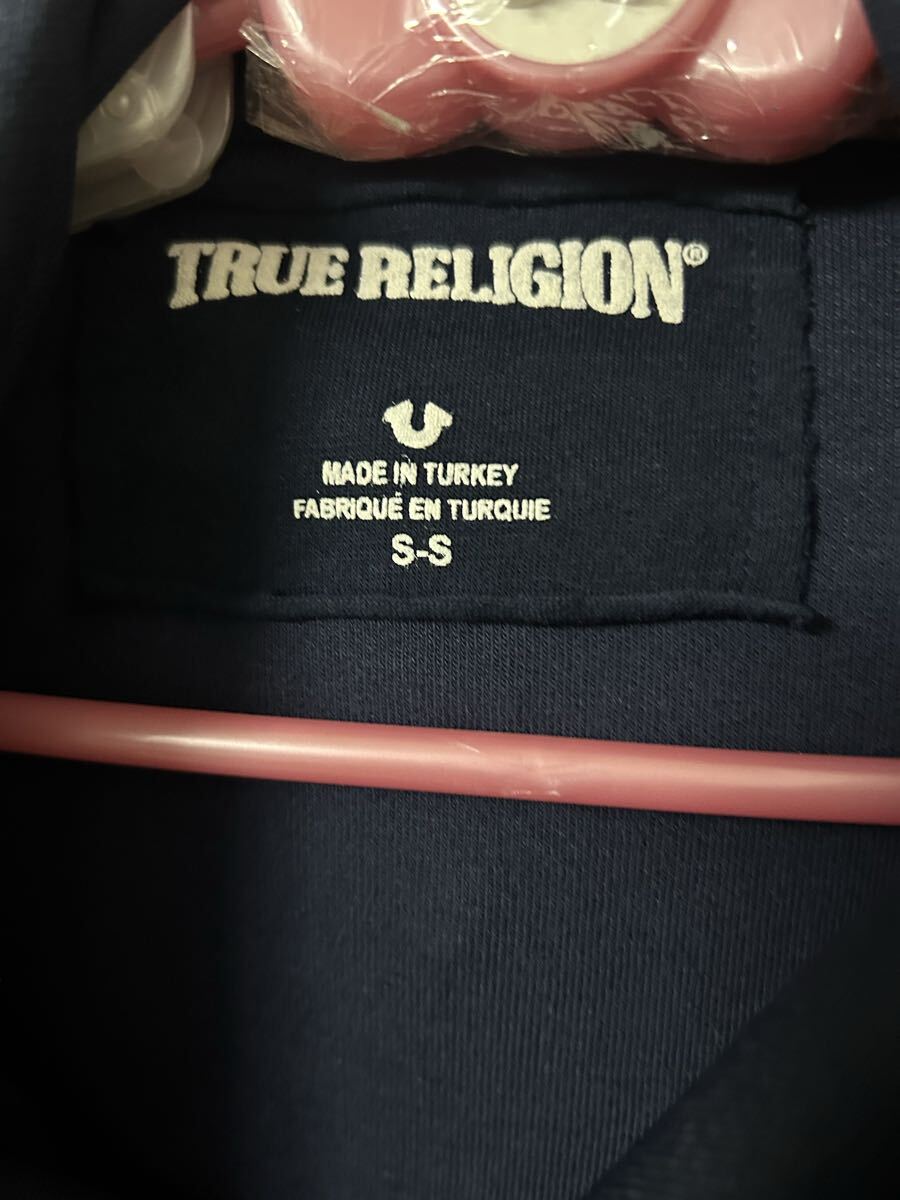 TRUE RELIGION®
MADE IN TURKEY
FABRIQUÉ EN TURQUIE
S-S